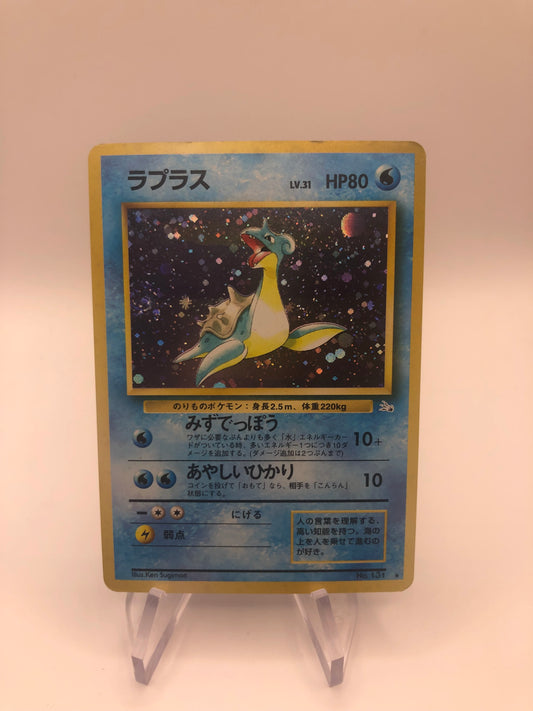 ラプラス LV.31 HP80
のりものポケモン：身長2.5m、体重220kg
みずでっぽう 10+
ワザに必要なぶんよりも多く「水」エネルギーカー
ドがついている時、多いエネルギー1つにつき10ダ
メージを追加する。(ダメージ追加は2つぶんまで)
あやしいひかり 10
コインを投げて「おもて」なら、相手を「こんらん」
状態にする。
にげる
弱点
人の言葉を理解する、
高い知能を持つ。海の
上を人を乗せて進むのが
好き。
Illus.Ken Sugimori
No.131